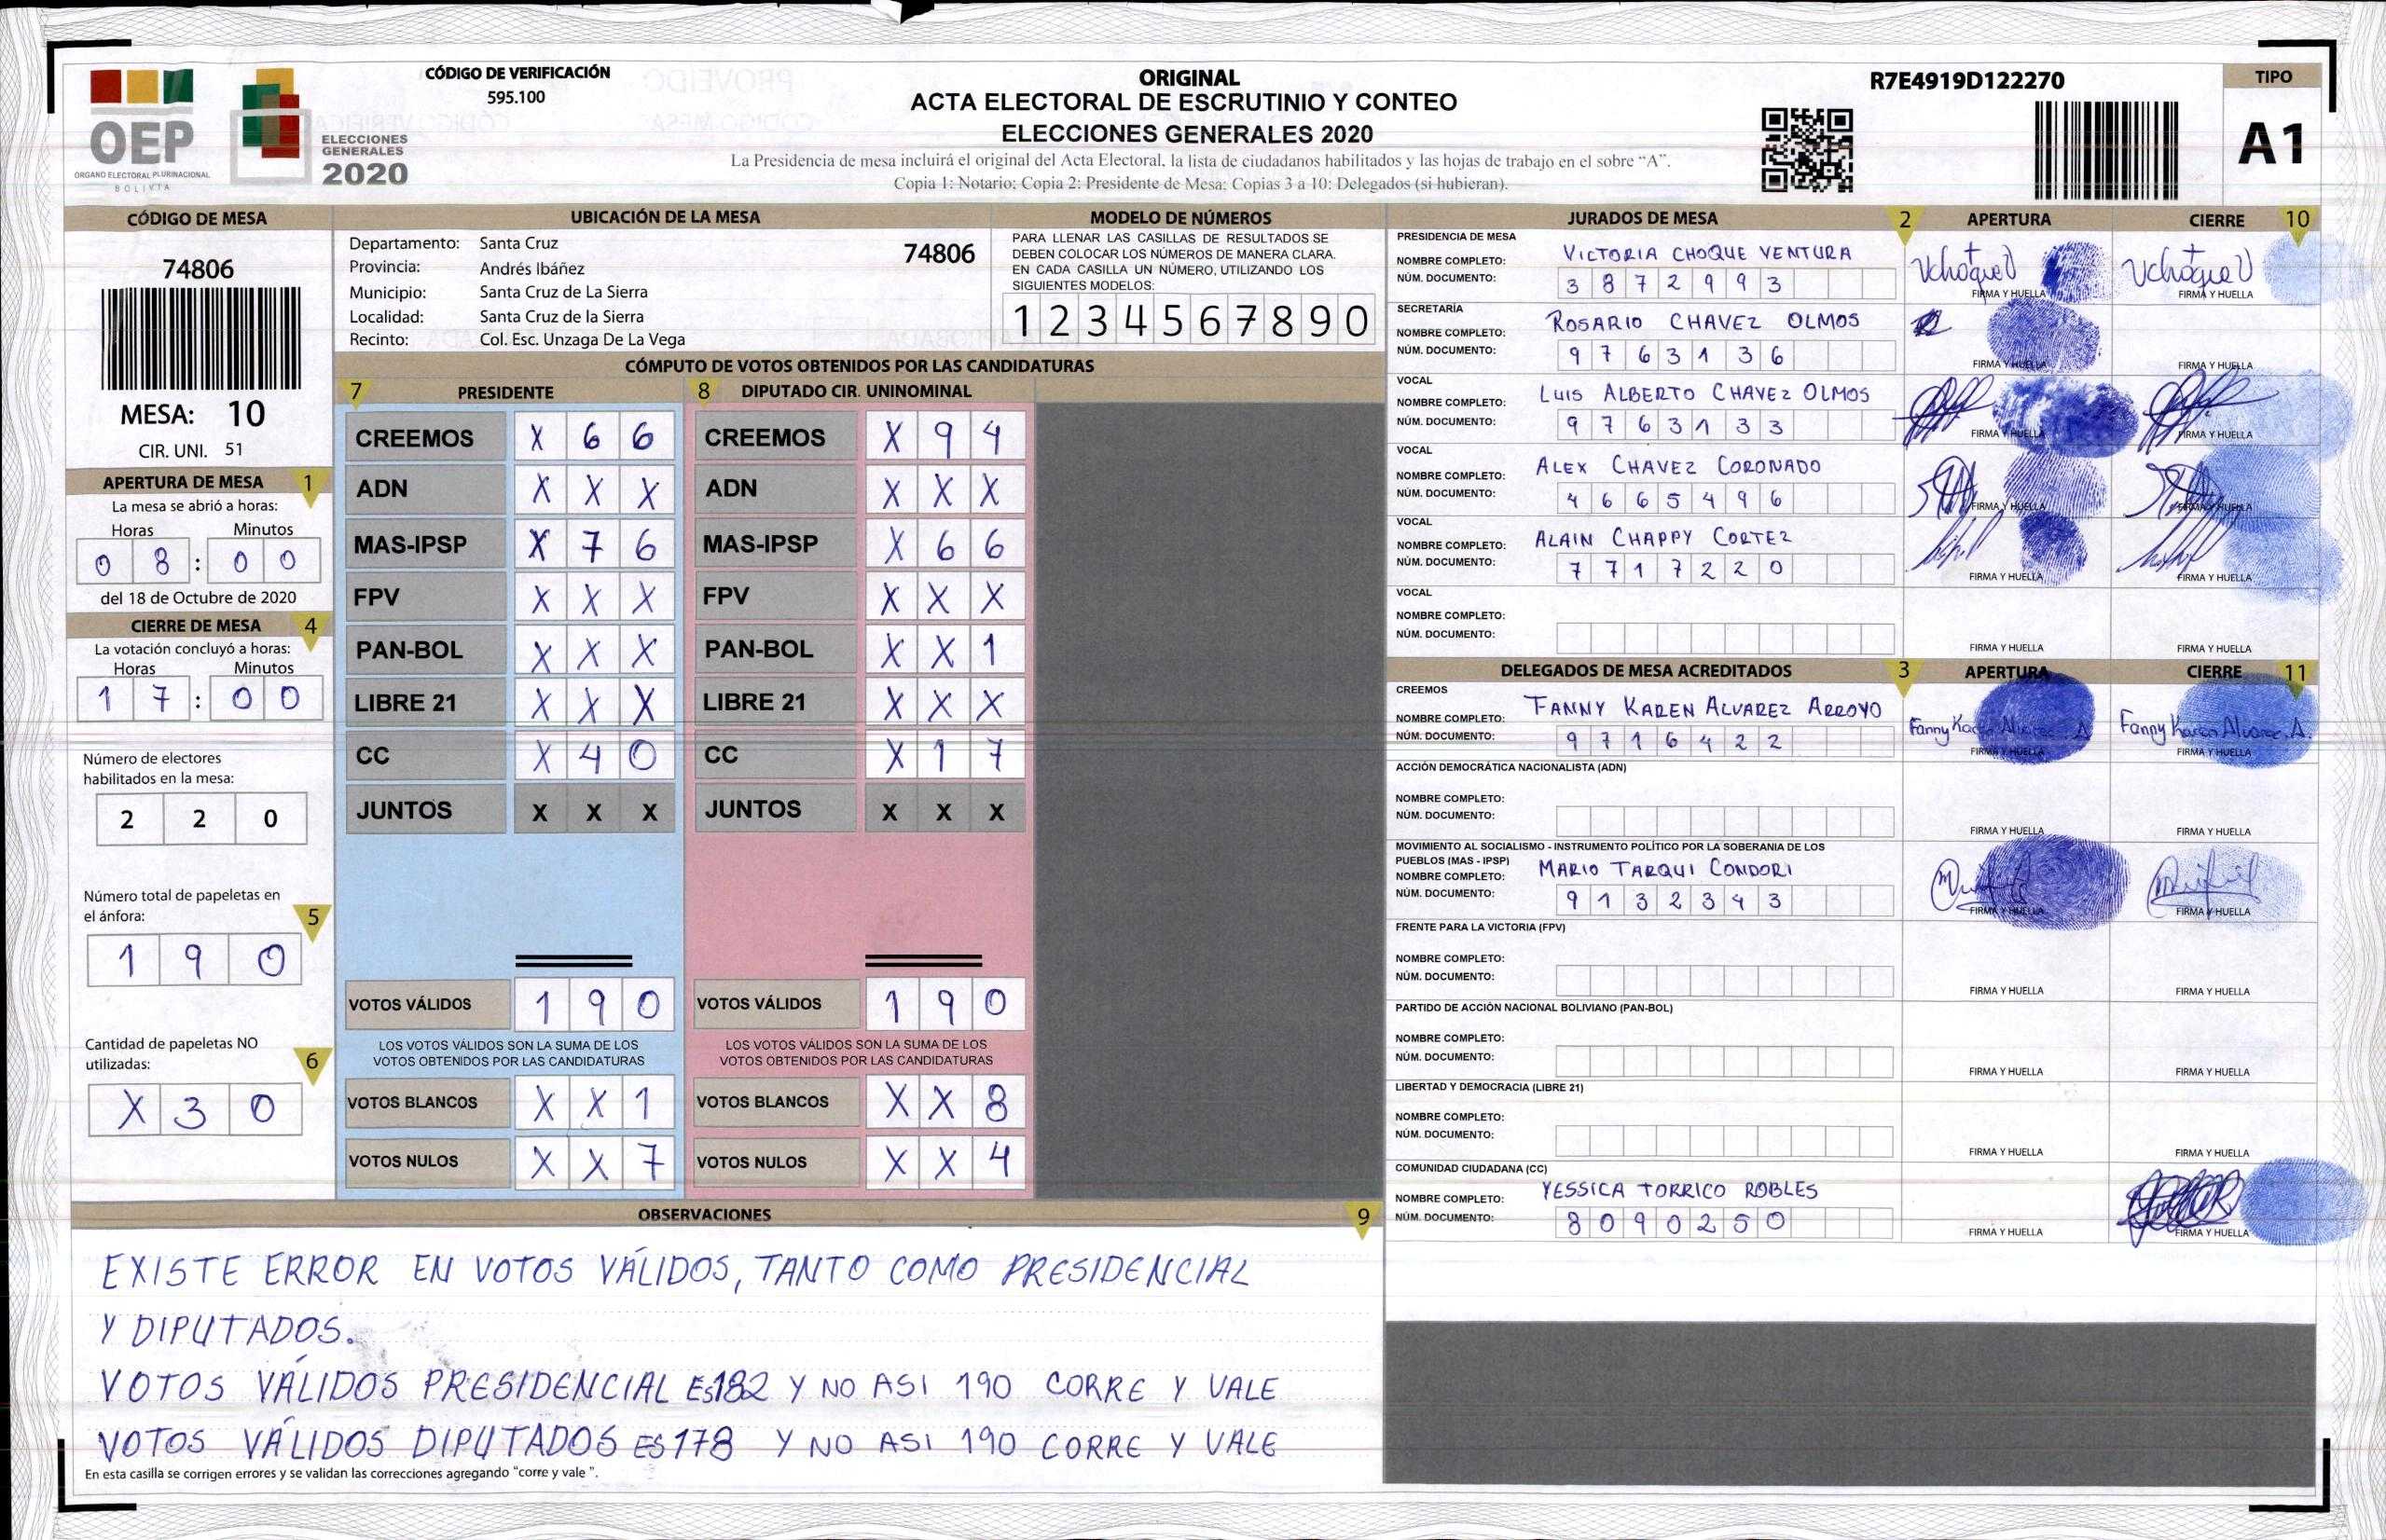 CÓDIGO DE VERIFICACIÓN
595.100
OEP
ORGANO ELECTORAL PLURINACIONAL
BOLIVIA
ELECCIONES
GENERALES
2020
ORIGINAL
ACTA ELECTORAL DE ESCRUTINIO Y CONTEO
ELECCIONES GENERALES 2020
La Presidencia de mesa incluirá el original del Acta Electoral, la lista de ciudadanos habilitados y las hojas de trabajo en el sobre “A”.
Copia 1: Notario; Copia 2: Presidente de Mesa; Copias 3 a 10: Delegados (si hubieran).
R7E4919D122270
TIPO
A1
CÓDIGO DE MESA
74806
MESA: 10
CIR. UNI. 51
APERTURA DE MESA 1
La mesa se abrió a horas:
Horas Minutos
0 8 : 0 0
del 18 de Octubre de 2020
CIERRE DE MESA 4
La votación concluyó a horas:
Horas Minutos
1 7 : 0 0
Número de electores
habilitados en la mesa:
2 2 0
Número total de papeletas en
el ánfora: 5
1 9 0
Cantidad de papeletas NO
utilizadas: 6
X 3 0
UBICACIÓN DE LA MESA
Departamento: Santa Cruz 74806
Provincia: Andrés Ibáñez
Municipio: Santa Cruz de La Sierra
Localidad: Santa Cruz de la Sierra
Recinto: Col. Esc. Unzaga De La Vega
MODELO DE NÚMEROS
PARA LLENAR LAS CASILLAS DE RESULTADOS SE
DEBEN COLOCAR LOS NÚMEROS DE MANERA CLARA.
EN CADA CASILLA UN NÚMERO, UTILIZANDO LOS
SIGUIENTES MODELOS:
1 2 3 4 5 6 7 8 9 0
CÓMPUTO DE VOTOS OBTENIDOS POR LAS CANDIDATURAS
7 PRESIDENTE 8 DIPUTADO CIR. UNINOMINAL
CREEMOS X 6 6 CREEMOS X 9 4
ADN X X X ADN X X X
MAS-IPSP X 7 6 MAS-IPSP X 6 6
FPV X X X FPV X X X
PAN-BOL X X X PAN-BOL X X 1
LIBRE 21 X X X LIBRE 21 X X X
CC X 4 0 CC X 1 7
JUNTOS X X X JUNTOS X X X
VOTOS VÁLIDOS 1 9 0 VOTOS VÁLIDOS 1 9 0
LOS VOTOS VÁLIDOS SON LA SUMA DE LOS LOS VOTOS VÁLIDOS SON LA SUMA DE LOS
VOTOS OBTENIDOS POR LAS CANDIDATURAS VOTOS OBTENIDOS POR LAS CANDIDATURAS
VOTOS BLANCOS X X 1 VOTOS BLANCOS X X 8
VOTOS NULOS X X 7 VOTOS NULOS X X 4
OBSERVACIONES 9
EXISTE ERROR EN VOTOS VÁLIDOS, TANTO COMO PRESIDENCIAL
Y DIPUTADOS.
VOTOS VÁLIDOS PRESIDENCIAL ES 182 Y NO ASI 190 CORRE Y VALE
VOTOS VÁLIDOS DIPUTADOS ES 178 Y NO ASI 190 CORRE Y VALE
En esta casilla se corrigen errores y se validan las correcciones agregando “corre y vale ”.
JURADOS DE MESA 2 APERTURA CIERRE 10
PRESIDENCIA DE MESA
NOMBRE COMPLETO: VICTORIA CHOQUE VENTURA
NÚM. DOCUMENTO: 3 8 7 2 9 9 3
VchoqueV VchoqueV
FIRMA Y HUELLA FIRMA Y HUELLA
SECRETARÍA
NOMBRE COMPLETO: ROSARIO CHAVEZ OLMOS
NÚM. DOCUMENTO: 9 7 6 3 1 3 6
FIRMA Y HUELLA FIRMA Y HUELLA
VOCAL
NOMBRE COMPLETO: LUIS ALBERTO CHAVEZ OLMOS
NÚM. DOCUMENTO: 9 7 6 3 1 3 3
FIRMA Y HUELLA FIRMA Y HUELLA
VOCAL
NOMBRE COMPLETO: ALEX CHAVEZ CORONADO
NÚM. DOCUMENTO: 4 6 6 5 4 9 6
FIRMA Y HUELLA FIRMA Y HUELLA
VOCAL
NOMBRE COMPLETO: ALAIN CHAPPY CORTEZ
NÚM. DOCUMENTO: 7 7 1 7 2 2 0
FIRMA Y HUELLA FIRMA Y HUELLA
VOCAL
NOMBRE COMPLETO:
NÚM. DOCUMENTO:
FIRMA Y HUELLA FIRMA Y HUELLA
DELEGADOS DE MESA ACREDITADOS 3 APERTURA CIERRE 11
CREEMOS
NOMBRE COMPLETO: FANNY KAREN ALVAREZ ARROYO
NÚM. DOCUMENTO: 9 7 1 6 4 2 2
Fanny Karen Alvarez A Fanny Karen Alvarez A.
FIRMA Y HUELLA FIRMA Y HUELLA
ACCIÓN DEMOCRÁTICA NACIONALISTA (ADN)
NOMBRE COMPLETO:
NÚM. DOCUMENTO:
FIRMA Y HUELLA FIRMA Y HUELLA
MOVIMIENTO AL SOCIALISMO - INSTRUMENTO POLÍTICO POR LA SOBERANIA DE LOS
PUEBLOS (MAS - IPSP)
NOMBRE COMPLETO: MARIO TARQUI CONDORI
NÚM. DOCUMENTO: 9 1 3 2 3 4 3
FIRMA Y HUELLA FIRMA Y HUELLA
FRENTE PARA LA VICTORIA (FPV)
NOMBRE COMPLETO:
NÚM. DOCUMENTO:
FIRMA Y HUELLA FIRMA Y HUELLA
PARTIDO DE ACCIÓN NACIONAL BOLIVIANO (PAN-BOL)
NOMBRE COMPLETO:
NÚM. DOCUMENTO:
FIRMA Y HUELLA FIRMA Y HUELLA
LIBERTAD Y DEMOCRACIA (LIBRE 21)
NOMBRE COMPLETO:
NÚM. DOCUMENTO:
FIRMA Y HUELLA FIRMA Y HUELLA
COMUNIDAD CIUDADANA (CC)
NOMBRE COMPLETO: YESSICA TORRICO ROBLES
NÚM. DOCUMENTO: 8 0 9 0 2 5 0
FIRMA Y HUELLA FIRMA Y HUELLA